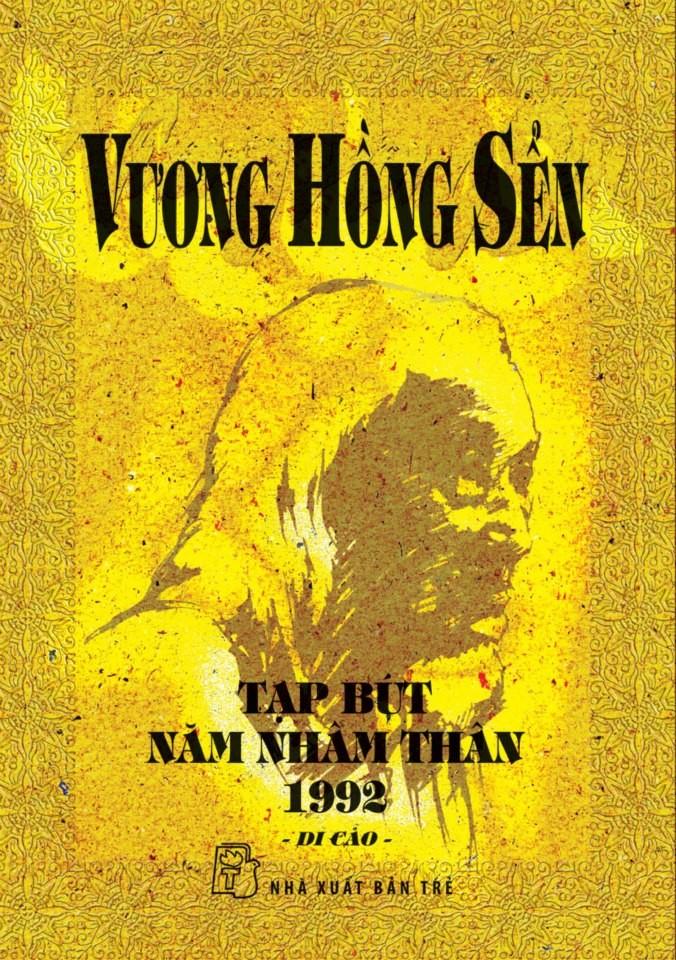 VƯƠNG HỒNG SỂN
TẠP BÚT
NĂM NHÂM THÂN
1992
- DI CẢO -
NHÀ XUẤT BẢN TRẺ